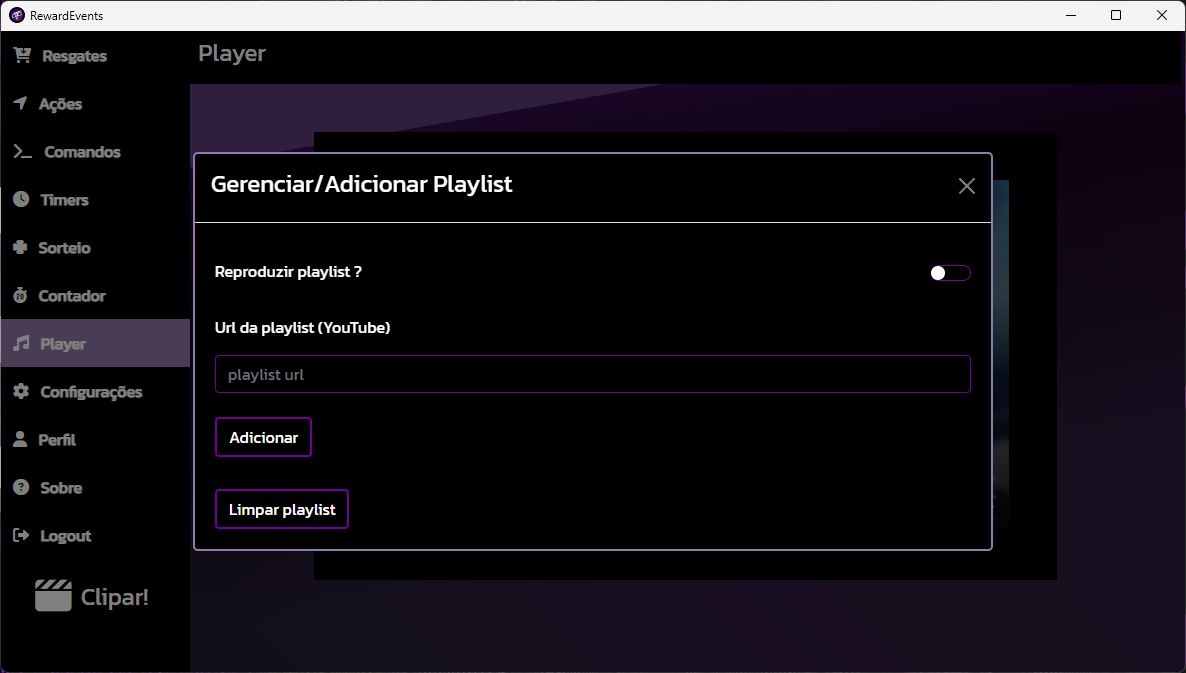 RewardEvents
Resgates
Ações
Comandos
Timers
Sorteio
Contador
Player
Configurações
Perfil
Sobre
Logout
Clipar!
Player
Gerenciar/Adicionar Playlist
Reproduzir playlist ?
Url da playlist (YouTube)
playlist url
Adicionar
Limpar playlist